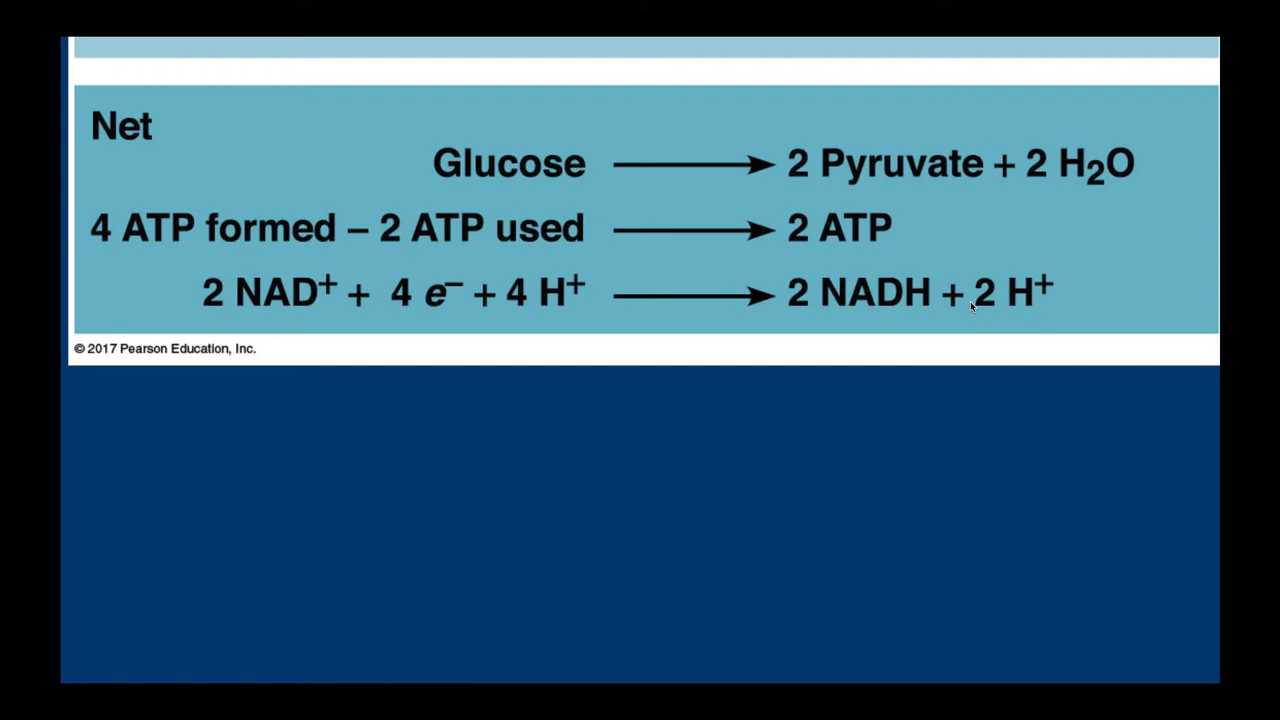 Net
Glucose → 2 Pyruvate + 2 H₂O
4 ATP formed – 2 ATP used → 2 ATP
2 NAD⁺ + 4 e⁻ + 4 H⁺ → 2 NADH + 2 H⁺
© 2017 Pearson Education, Inc.